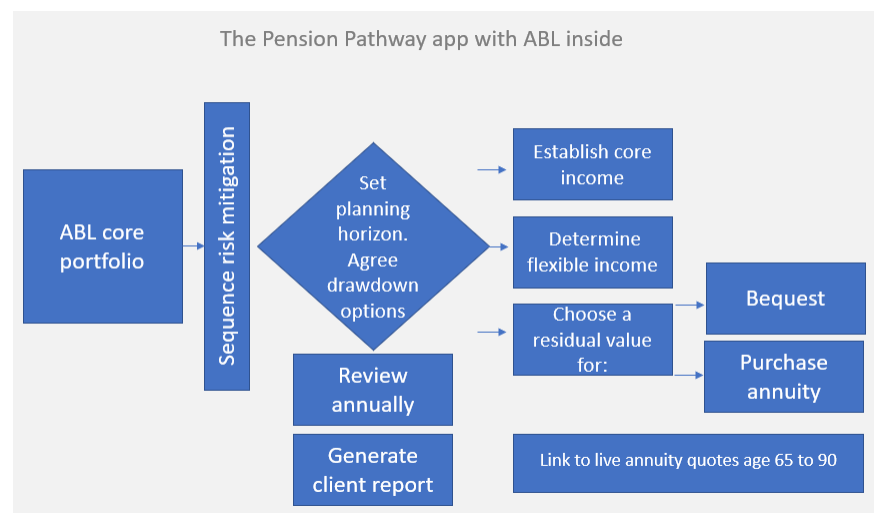 The Pension Pathway app with ABL inside
ABL core
portfolio
Sequence risk mitigation
Set
planning
horizon.
Agree
drawdown
options
Review
annually
Generate
client report
Establish core
income
Determine
flexible income
Choose a
residual value
for:
Bequest
Purchase
annuity
Link to live annuity quotes age 65 to 90